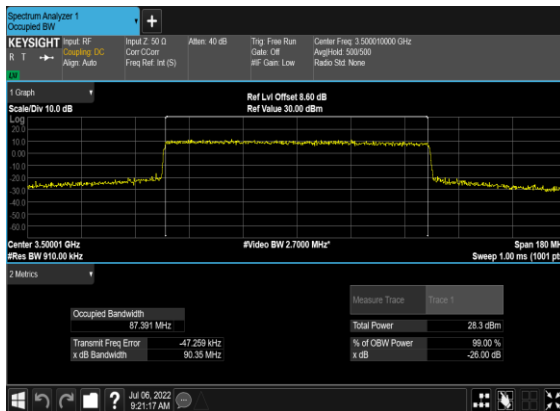 Spectrum Analyzer 1
Occupied BW
KEYSIGHT
R T
Input: RF
Coupling: DC
Align: Auto
Input Z: 50 Ω
Corr CCorr
Freq Ref: Int (S)
Atten: 40 dB
Trig: Free Run
Gate: Off
#IF Gain: Low
Center Freq: 3.500010000 GHz
Avg|Hold: 500/500
Radio Std: None
1 Graph
Scale/Div 10.0 dB
Ref Lvl Offset 8.60 dB
Ref Value 30.00 dBm
Log
20.0
10.0
0.00
-10.0
-20.0
-30.0
-40.0
-50.0
-60.0
Center 3.50001 GHz
#Res BW 910.00 kHz
#Video BW 2.7000 MHz*
Span 180 MH
Sweep 1.00 ms (1001 pt
2 Metrics
Measure Trace Trace 1
Occupied Bandwidth
87.391 MHz
Total Power 28.3 dBm
Transmit Freq Error -47.259 kHz
% of OBW Power 99.00 %
x dB Bandwidth 90.35 MHz
x dB -26.00 dB
Jul 06, 2022
9:21:17 AM